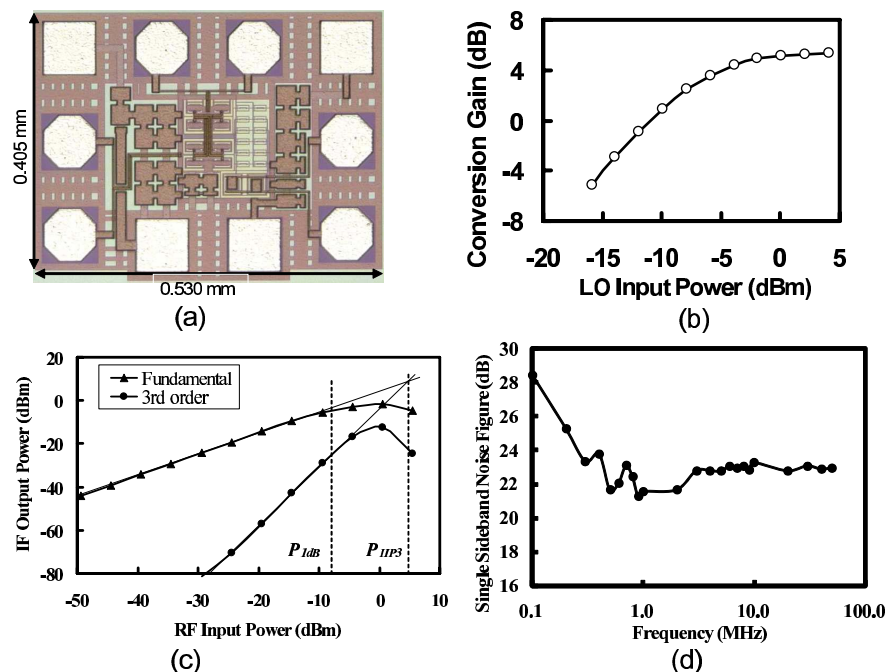 0.405 mm
0.530 mm
(a)
Conversion Gain (dB)
8
4
0
-4
-8
-20 -15 -10 -5 0 5
LO Input Power (dBm)
(b)
IF Output Power (dBm)
20
0
-20
-40
-60
-80
Fundamental
3rd order
P1dB
PIIP3
-50 -40 -30 -20 -10 0 10
RF Input Power (dBm)
(c)
Single Sideband Noise Figure(dB)
30
28
26
24
22
20
18
16
0.1 1.0 10.0 100.0
Frequency (MHz)
(d)